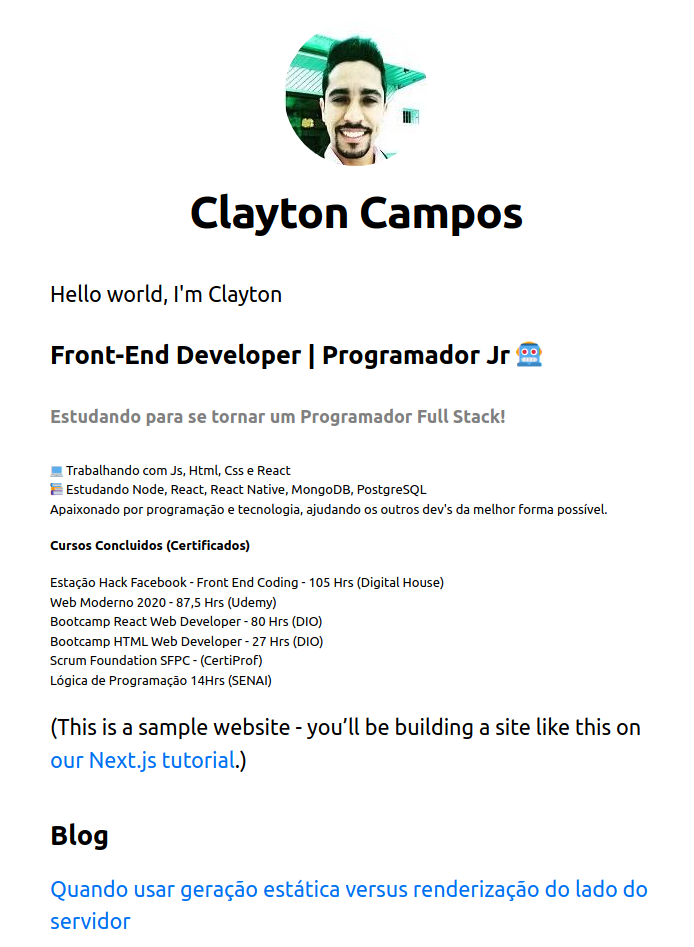 Clayton Campos
Hello world, I'm Clayton
Front-End Developer | Programador Jr 🤖
Estudando para se tornar um Programador Full Stack!
💻 Trabalhando com Js, Html, Css e React
📚 Estudando Node, React, React Native, MongoDB, PostgreSQL
Apaixonado por programação e tecnologia, ajudando os outros dev's da melhor forma possível.
Cursos Concluidos (Certificados)
Estação Hack Facebook - Front End Coding - 105 Hrs (Digital House)
Web Moderno 2020 - 87,5 Hrs (Udemy)
Bootcamp React Web Developer - 80 Hrs (DIO)
Bootcamp HTML Web Developer - 27 Hrs (DIO)
Scrum Foundation SFPC - (CertiProf)
Lógica de Programação 14Hrs (SENAI)
(This is a sample website - you’ll be building a site like this on
our Next.js tutorial.)
Blog
Quando usar geração estática versus renderização do lado do
servidor